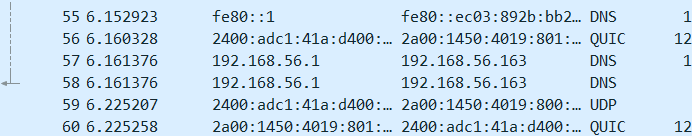 55 6.152923 fe80::1 fe80::ec03:892b:bb2… DNS 1
56 6.160328 2400:adc1:41a:d400:… 2a00:1450:4019:801:… QUIC 12
57 6.161376 192.168.56.1 192.168.56.163 DNS 1
58 6.161376 192.168.56.1 192.168.56.163 DNS
59 6.225207 2400:adc1:41a:d400:… 2a00:1450:4019:800:… UDP
60 6.225258 2a00:1450:4019:801:… 2400:adc1:41a:d400:… QUIC 12